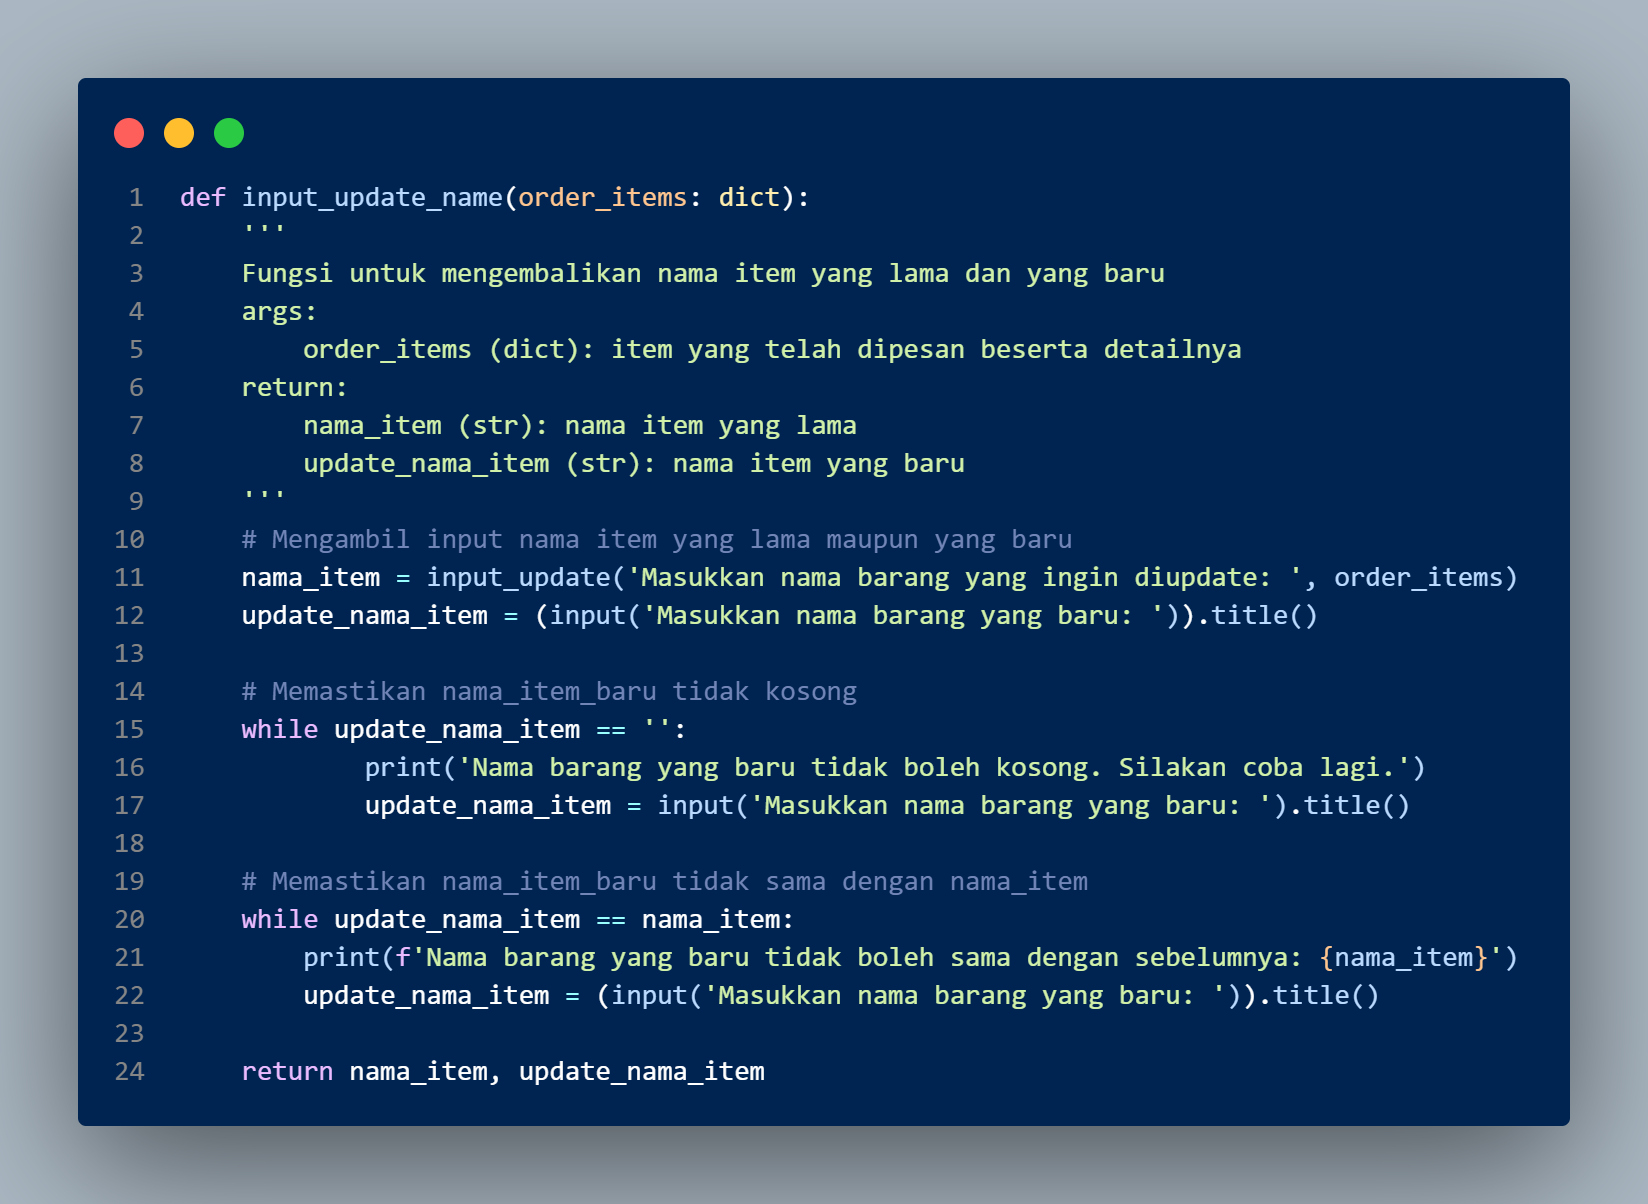 1 def input_update_name(order_items: dict):
2     '''
3     Fungsi untuk mengembalikan nama item yang lama dan yang baru
4     args:
5         order_items (dict): item yang telah dipesan beserta detailnya
6     return:
7         nama_item (str): nama item yang lama
8         update_nama_item (str): nama item yang baru
9     '''
10     # Mengambil input nama item yang lama maupun yang baru
11     nama_item = input_update('Masukkan nama barang yang ingin diupdate: ', order_items)
12     update_nama_item = (input('Masukkan nama barang yang baru: ')).title()
13
14     # Memastikan nama_item_baru tidak kosong
15     while update_nama_item == '':
16             print('Nama barang yang baru tidak boleh kosong. Silakan coba lagi.')
17             update_nama_item = input('Masukkan nama barang yang baru: ').title()
18
19     # Memastikan nama_item_baru tidak sama dengan nama_item
20     while update_nama_item == nama_item:
21         print(f'Nama barang yang baru tidak boleh sama dengan sebelumnya: {nama_item}')
22         update_nama_item = (input('Masukkan nama barang yang baru: ')).title()
23
24     return nama_item, update_nama_item